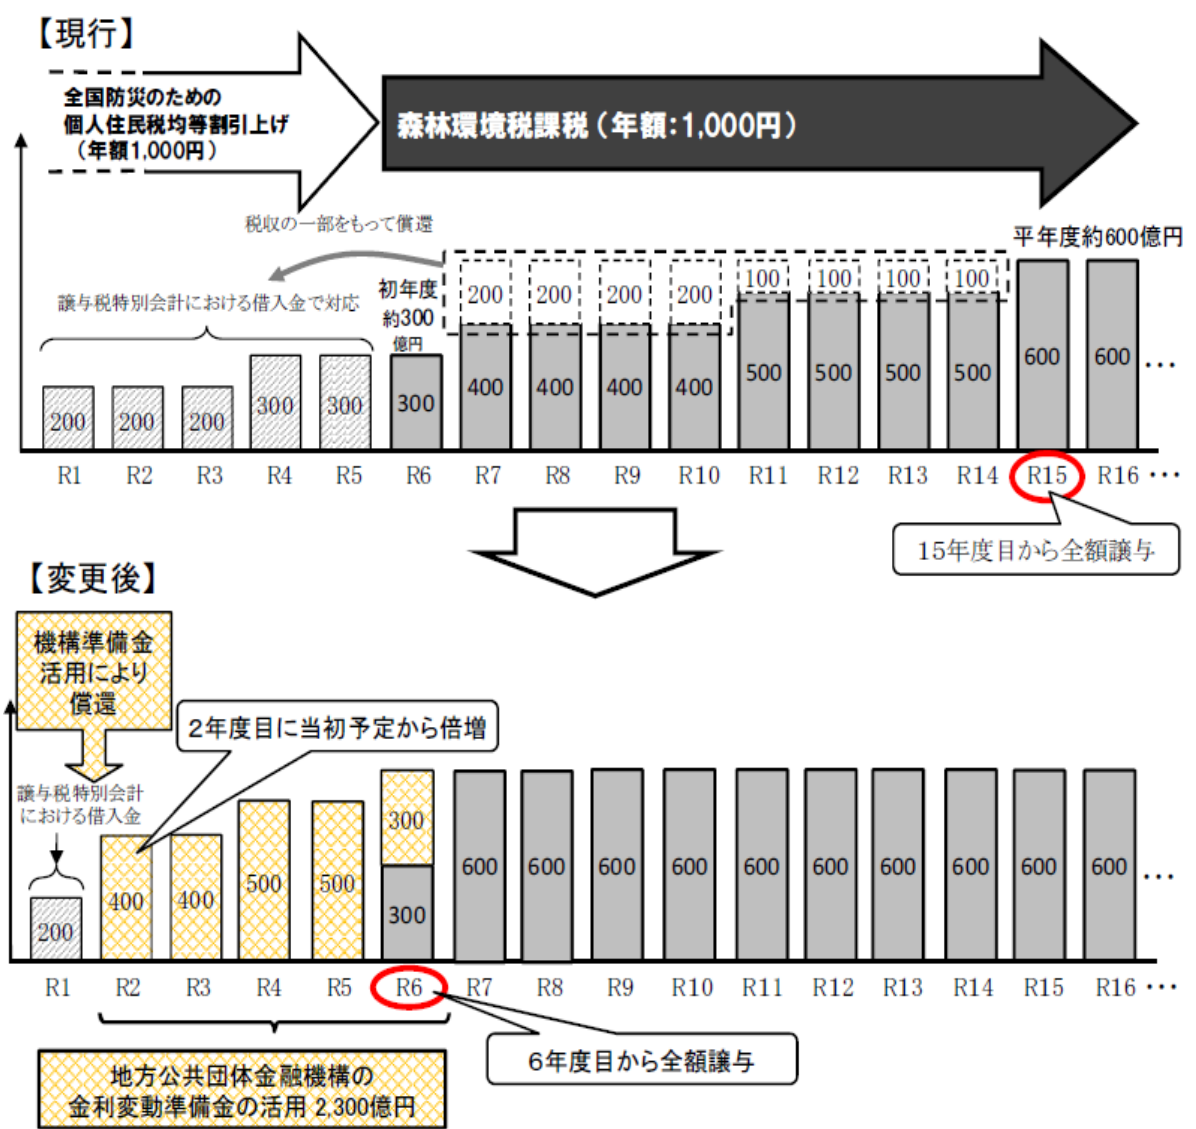 【現行】
全国防災のための
個人住民税均等割引上げ
（年額1,000円）
森林環境税課税（年額：1,000円）
税収の一部をもって償還
平年度約600億円
譲与税特別会計における借入金で対応
初年度
約300
億円
200
200
200
200
100
100
100
100
200
200
200
300
300
300
400
400
400
400
500
500
500
500
600
600
･･･
R1
R2
R3
R4
R5
R6
R7
R8
R9
R10
R11
R12
R13
R14
R15
R16
･･･
15年度目から全額譲与
【変更後】
機構準備金
活用により
償還
２年度目に当初予定から倍増
譲与税特別会計
における借入金
200
400
400
500
500
300
300
600
600
600
600
600
600
600
600
600
600
･･･
R1
R2
R3
R4
R5
R6
R7
R8
R9
R10
R11
R12
R13
R14
R15
R16
･･･
６年度目から全額譲与
地方公共団体金融機構の
金利変動準備金の活用 2,300億円